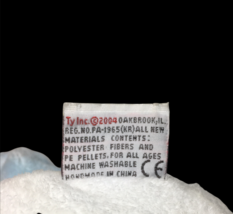 Ty Inc. ©2004 OAKBROOK, IL.
REG. NO. PA-1965(KR) ALL NEW
MATERIALS CONTENTS:
POLYESTER FIBERS AND
PE PELLETS. FOR ALL AGES
MACHINE WASHABLE CE
HANDMADE IN CHINA